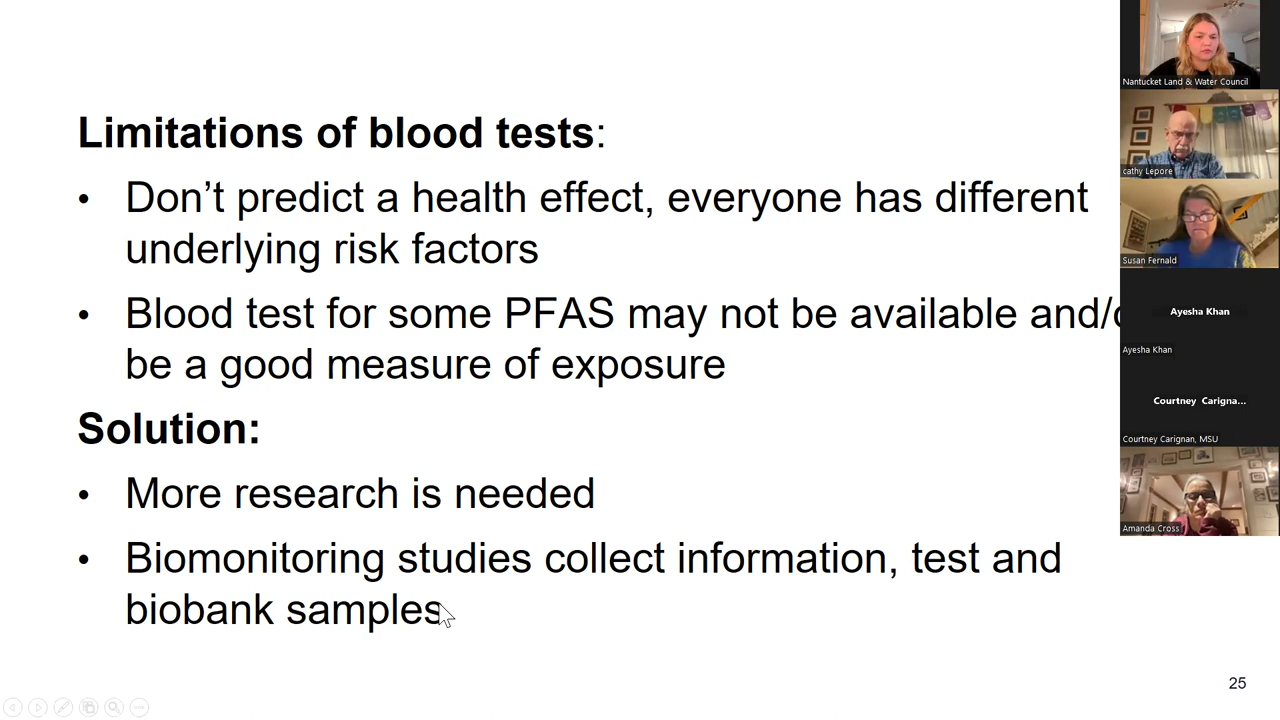 Limitations of blood tests:
• Don’t predict a health effect, everyone has different
underlying risk factors
• Blood test for some PFAS may not be available and/
be a good measure of exposure
Solution:
• More research is needed
• Biomonitoring studies collect information, test and
biobank samples
25
Nantucket Land & Water Council
cathy Lepore
Susan Fernald
Ayesha Khan
Ayesha Khan
Courtney Carigna...
Courtney Carignan, MSU
Amanda Cross